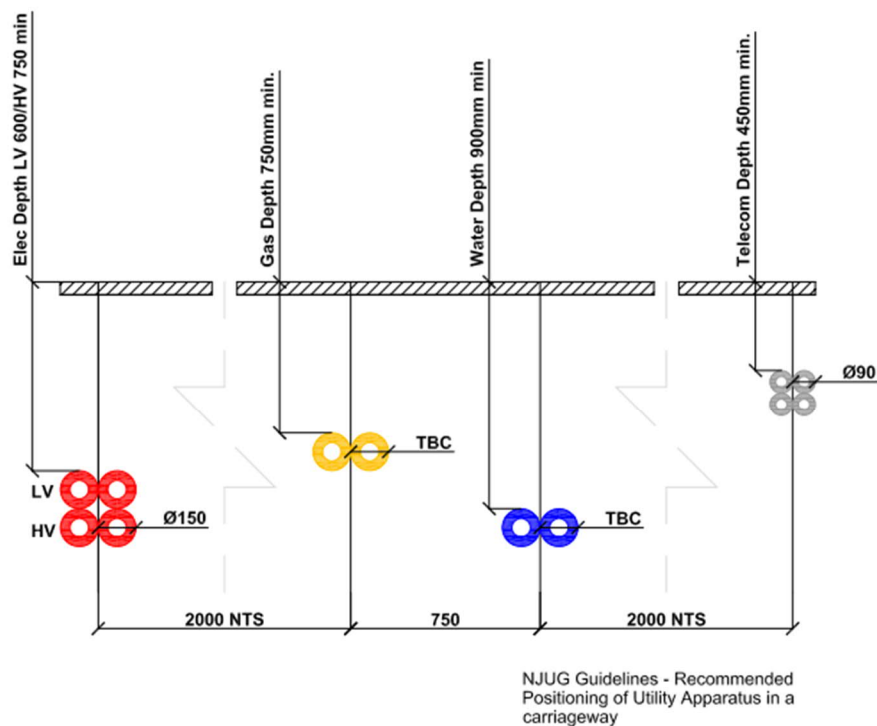 Elec Depth LV 600/HV 750 min
Gas Depth 750mm min.
Water Depth 900mm min
Telecom Depth 450mm min.
Ø90
TBC
LV
HV
Ø150
TBC
2000 NTS
750
2000 NTS
NJUG Guidelines - Recommended
Positioning of Utility Apparatus in a
carriageway